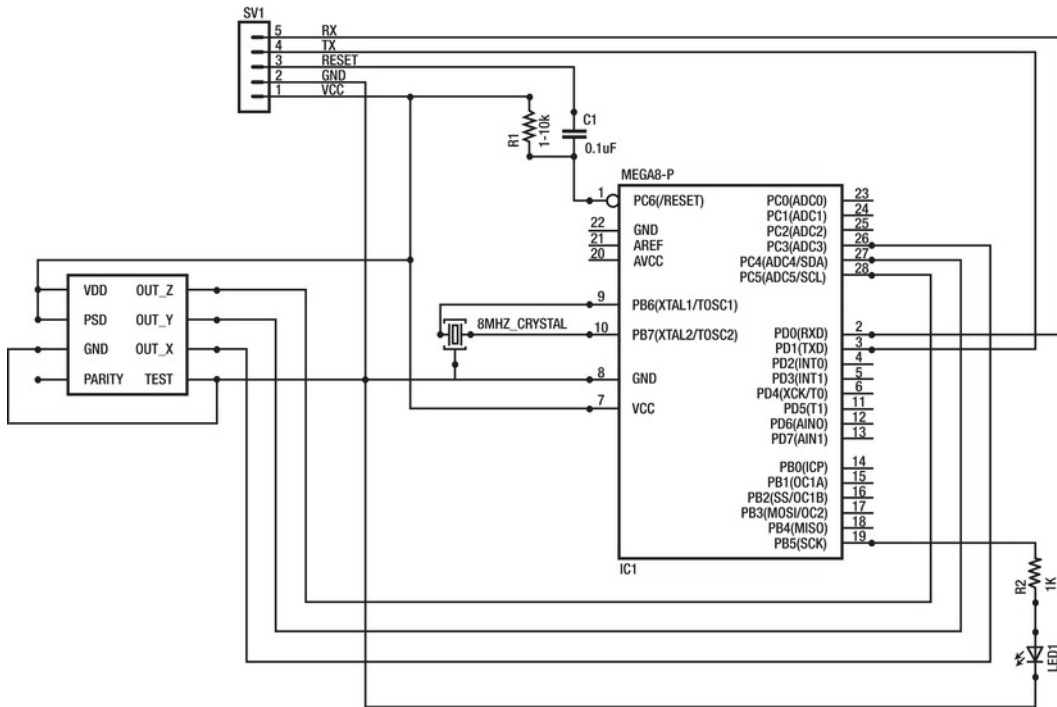 SV1
5 RX
4 TX
3 RESET
2 GND
1 VCC
R1
1-10k
C1
0.1uF
MEGA8-P
1 PC6(/RESET)
22 GND
21 AREF
20 AVCC
9 PB6(XTAL1/TOSC1)
10 PB7(XTAL2/TOSC2)
8 GND
7 VCC
PC0(ADC0) 23
PC1(ADC1) 24
PC2(ADC2) 25
PC3(ADC3) 26
PC4(ADC4/SDA) 27
PC5(ADC5/SCL) 28
PD0(RXD) 2
PD1(TXD) 3
PD2(INT0) 4
PD3(INT1) 5
PD4(XCK/T0) 6
PD5(T1) 11
PD6(AIN0) 12
PD7(AIN1) 13
PB0(ICP) 14
PB1(OC1A) 15
PB2(SS/OC1B) 16
PB3(MOSI/OC2) 17
PB4(MISO) 18
PB5(SCK) 19
IC1
8MHZ_CRYSTAL
VDD OUT_Z
PSD OUT_Y
GND OUT_X
PARITY TEST
R2
1K
LED1